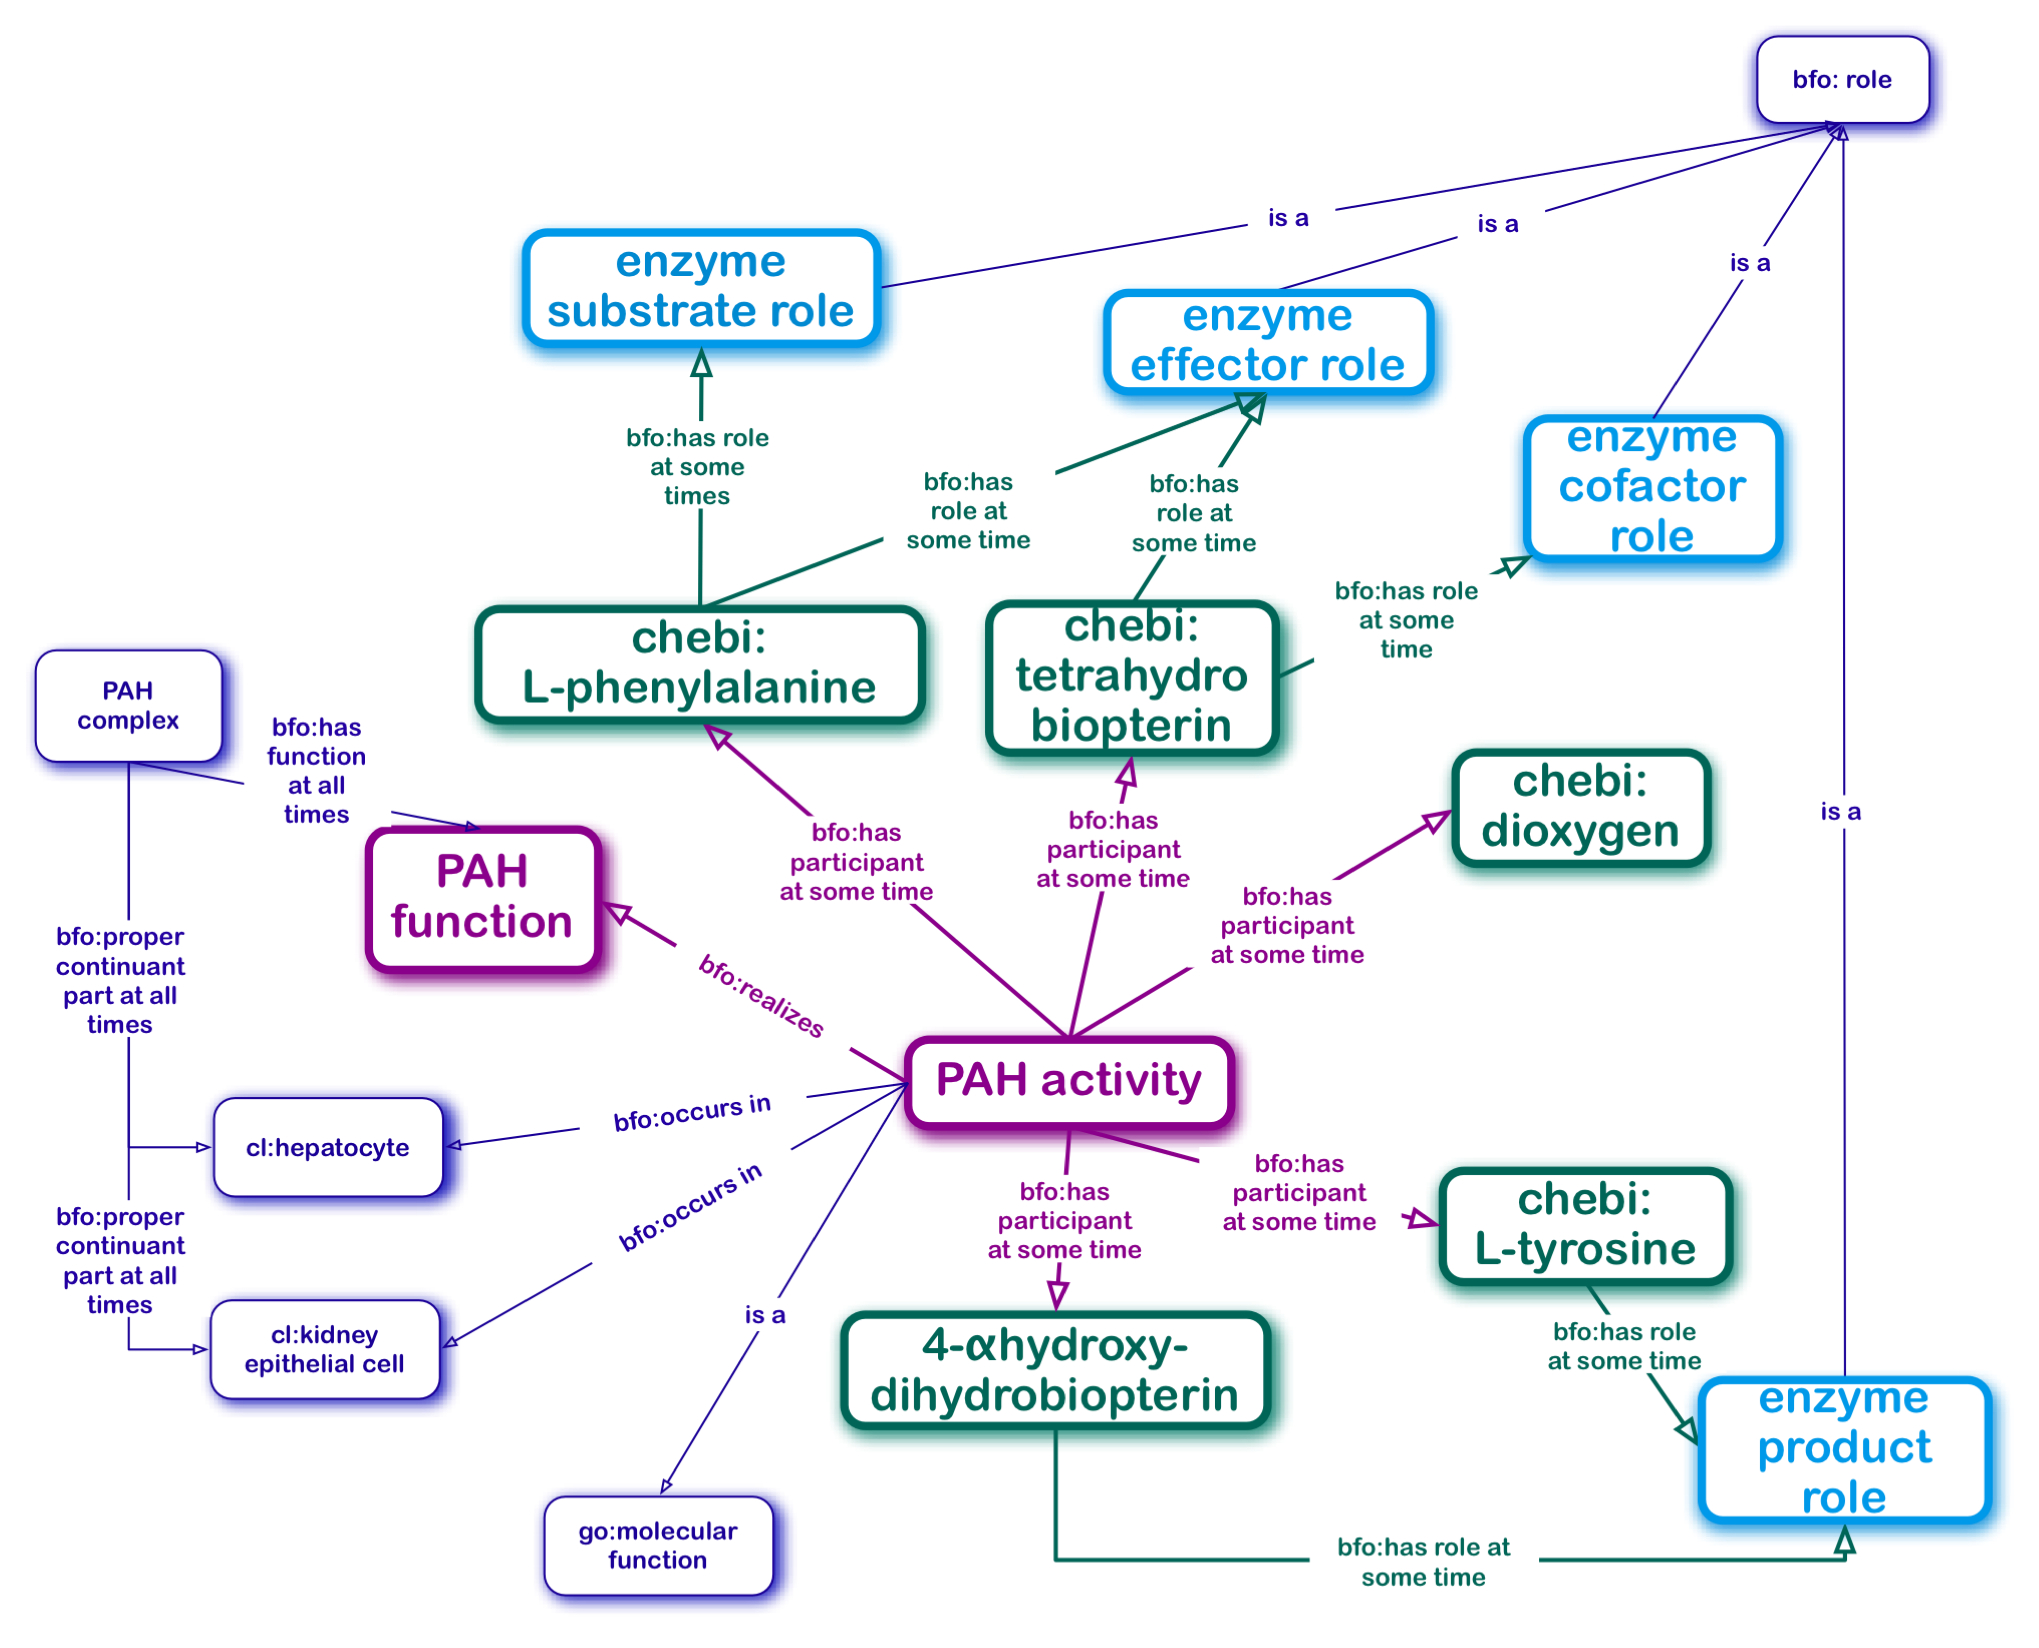 bfo: role
is a
is a
is a
enzyme
substrate role
enzyme
effector role
enzyme
cofactor
role
bfo:has role
at some
times
bfo:has
role at
some time
bfo:has
role at
some time
bfo:has role
at some
time
chebi:
L-phenylalanine
chebi:
tetrahydro
biopterin
chebi:
dioxygen
is a
PAH
complex
bfo:has
function
at all
times
PAH
function
bfo:has
participant
at some time
bfo:has
participant
at some time
bfo:has
participant
at some time
bfo:proper
continuant
part at all
times
bfo:realizes
PAH activity
bfo:occurs in
cl:hepatocyte
bfo:occurs in
bfo:proper
continuant
part at all
times
cl:kidney
epithelial cell
is a
bfo:has
participant
at some time
bfo:has
participant
at some time
chebi:
L-tyrosine
4-αhydroxy-
dihydrobiopterin
bfo:has role
at some time
enzyme
product
role
go:molecular
function
bfo:has role at
some time